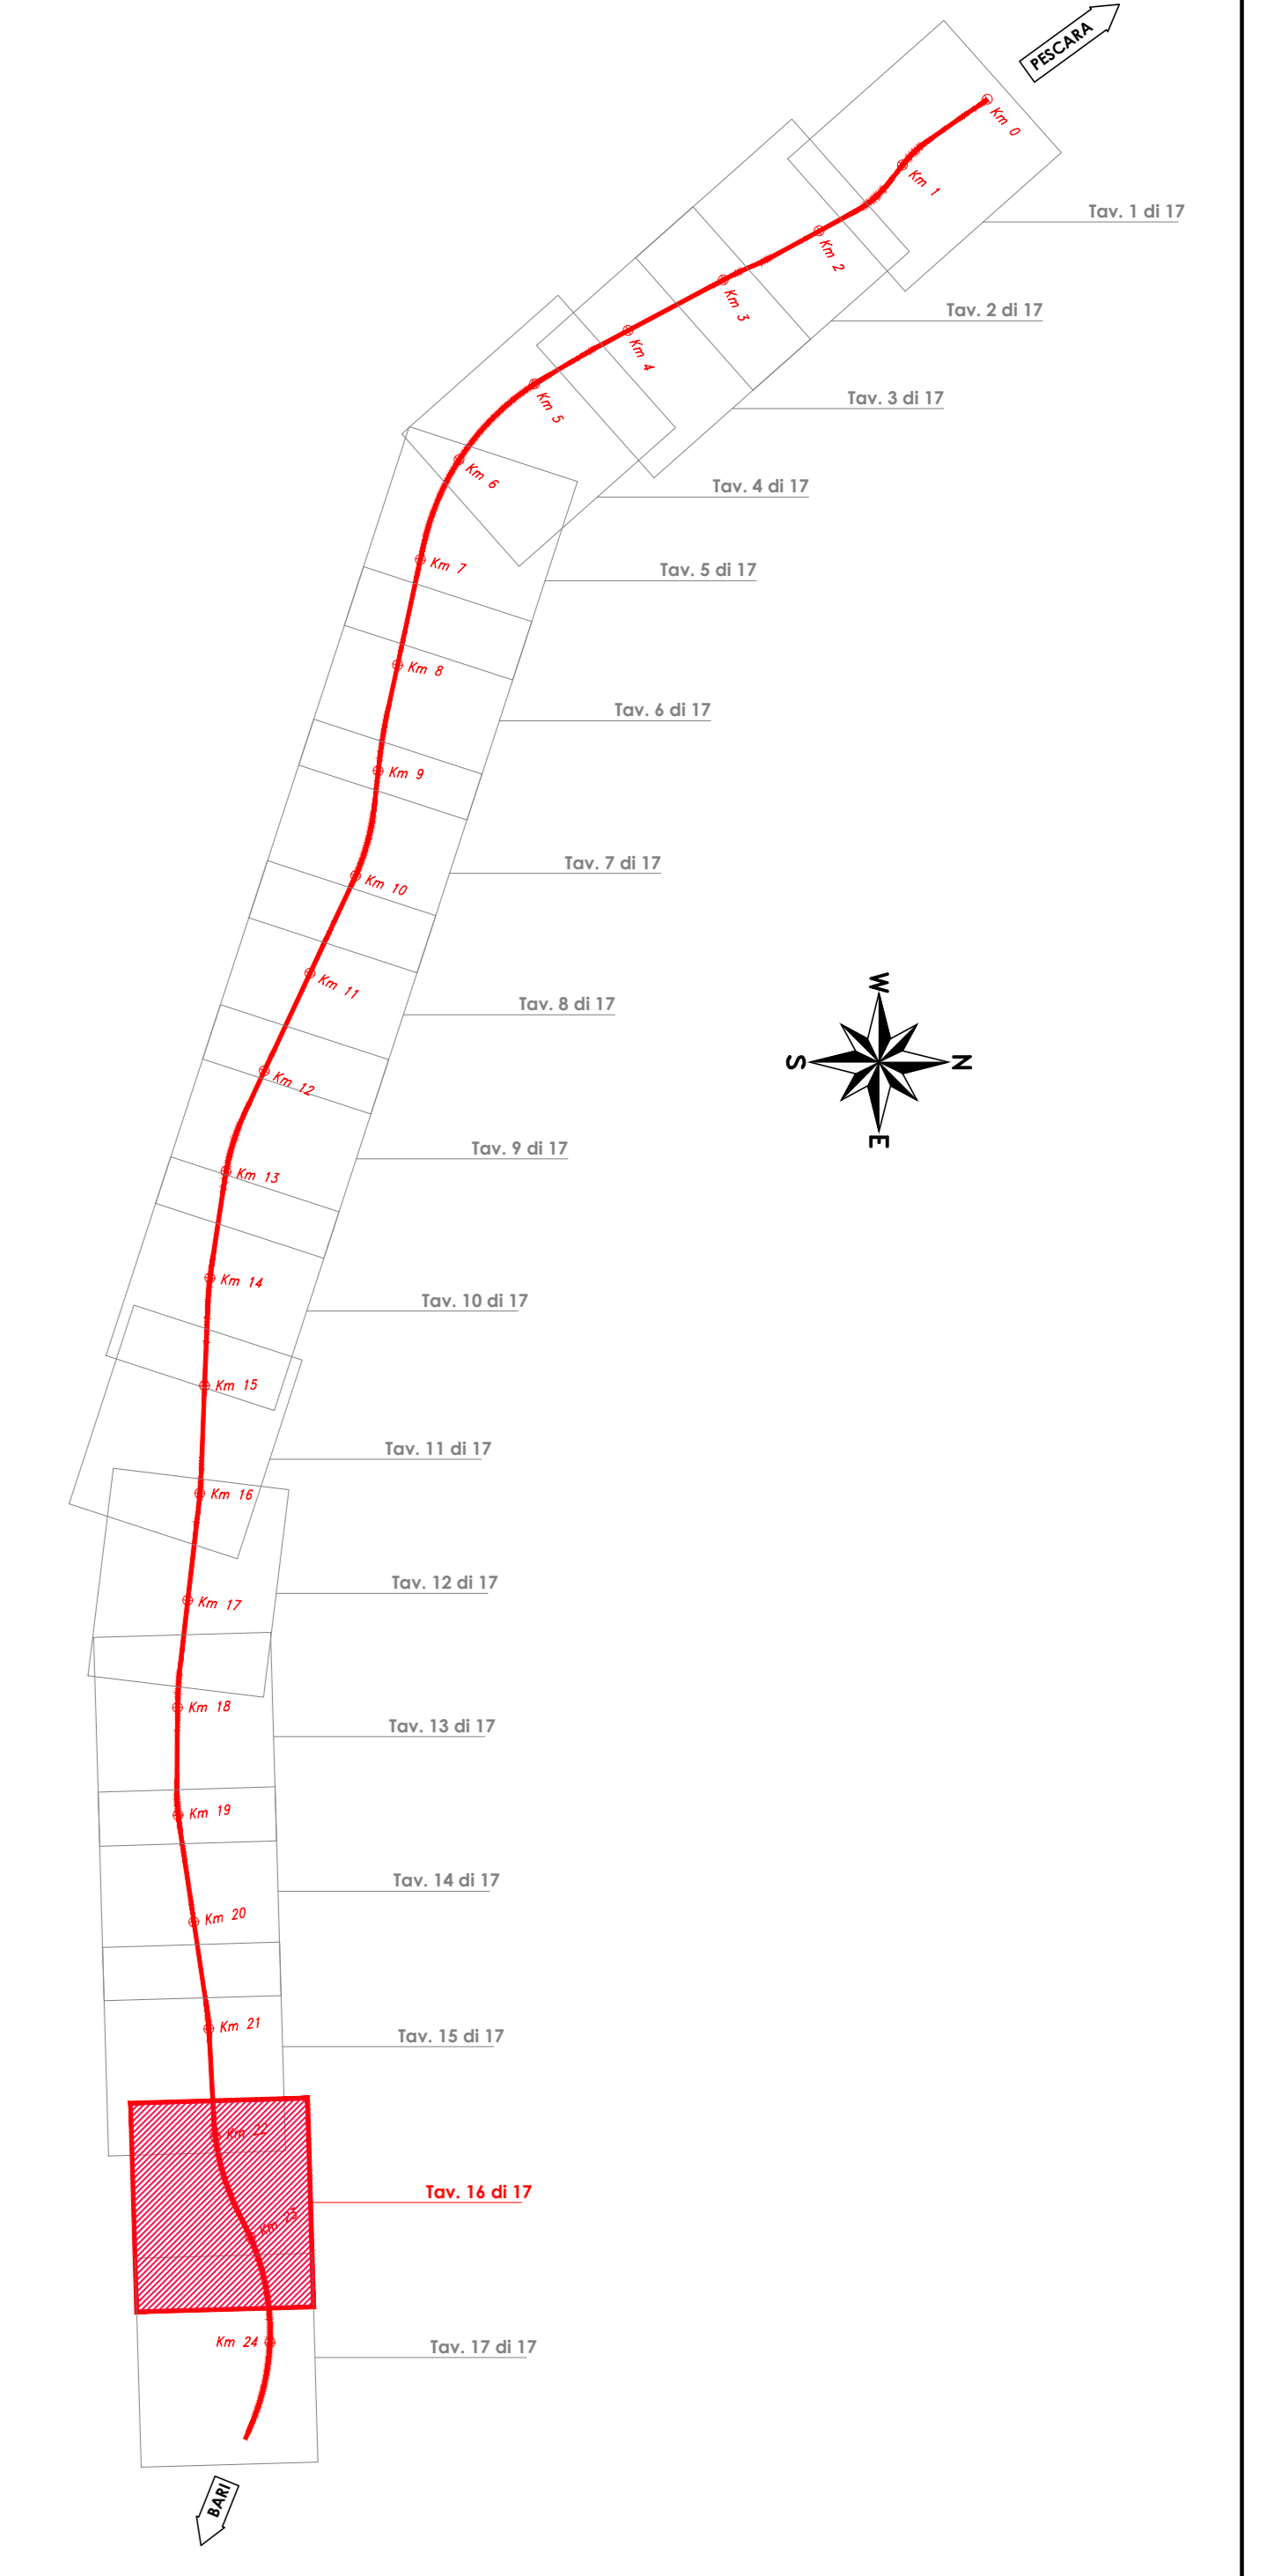 PESCARA
Km 0
Km 1
Tav. 1 di 17
Km 2
Km 3
Tav. 2 di 17
Km 4
Km 5
Tav. 3 di 17
Km 6
Tav. 4 di 17
Km 7
Tav. 5 di 17
Km 8
Tav. 6 di 17
Km 9
Tav. 7 di 17
Km 10
Km 11
W
Tav. 8 di 17
S
N
Km 12
E
Tav. 9 di 17
Km 13
Km 14
Tav. 10 di 17
Km 15
Tav. 11 di 17
Km 16
Tav. 12 di 17
Km 17
Km 18
Tav. 13 di 17
Km 19
Tav. 14 di 17
Km 20
Km 21
Tav. 15 di 17
Km 22
Tav. 16 di 17
Km 23
Km 24
Tav. 17 di 17
BARI